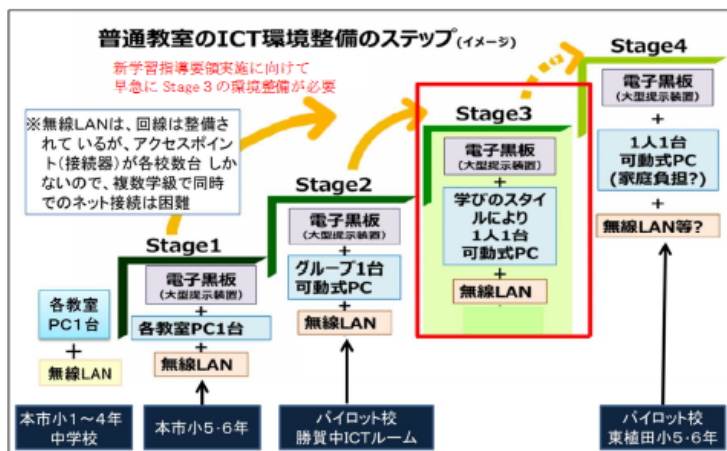 普通教室のICT環境整備のステップ(イメージ)
新学習指導要領実施に向けて
早急に Stage 3 の環境整備が必要
※無線LANは、回線は整備さ
れているが、アクセスポイ
ント(接続器)が各校数台 しか
ないので、複数学級で同時
でのネット接続は困難
各教室
PC1台
+
無線LAN
本市小1～4年
中学校
Stage1
電子黒板
(大型提示装置)
+
各教室PC1台
+
無線LAN
本市小5・6年
Stage2
電子黒板
(大型提示装置)
+
グループ1台
可動式PC
+
無線LAN
パイロット校
勝賀中ICTルーム
Stage3
電子黒板
(大型提示装置)
+
学びのスタイ
ルにより
1人1台
可動式PC
+
無線LAN
Stage4
電子黒板
(大型提示装置)
+
1人1台
可動式PC
(家庭負担?)
+
無線LAN等?
パイロット校
東植田小5・6年